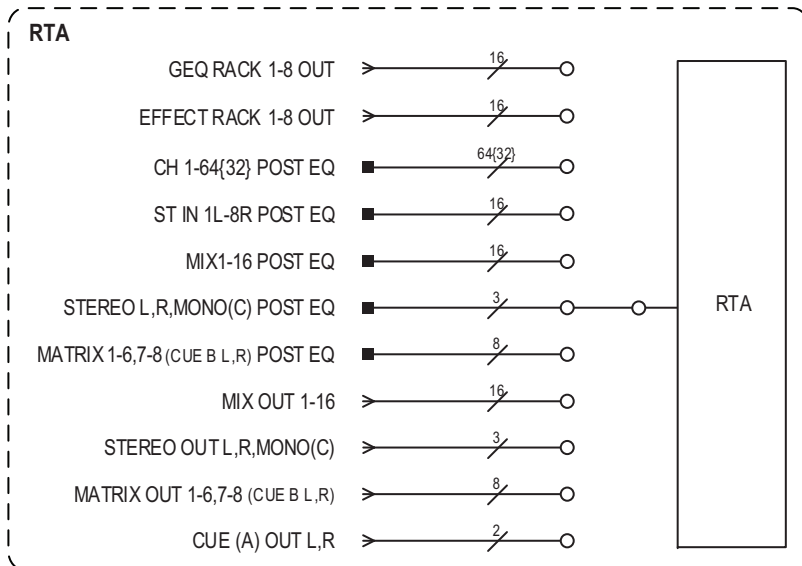 RTA
GEQ RACK 1-8 OUT 16
EFFECT RACK 1-8 OUT 16
CH 1-64{32} POST EQ 64{32}
ST IN 1L-8R POST EQ 16
MIX1-16 POST EQ 16
STEREO L,R,MONO(C) POST EQ 3 RTA
MATRIX 1-6,7-8 (CUE B L,R) POST EQ 8
MIX OUT 1-16 16
STEREO OUT L,R,MONO(C) 3
MATRIX OUT 1-6,7-8 (CUE B L,R) 8
CUE (A) OUT L,R 2